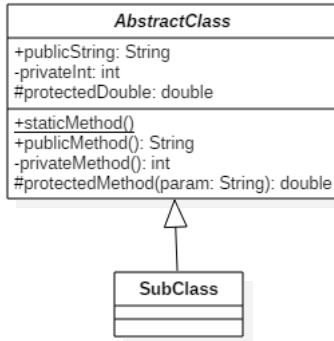 AbstractClass
+publicString: String
-privateInt: int
#protectedDouble: double
+staticMethod()
+publicMethod(): String
-privateMethod(): int
#protectedMethod(param: String): double
SubClass